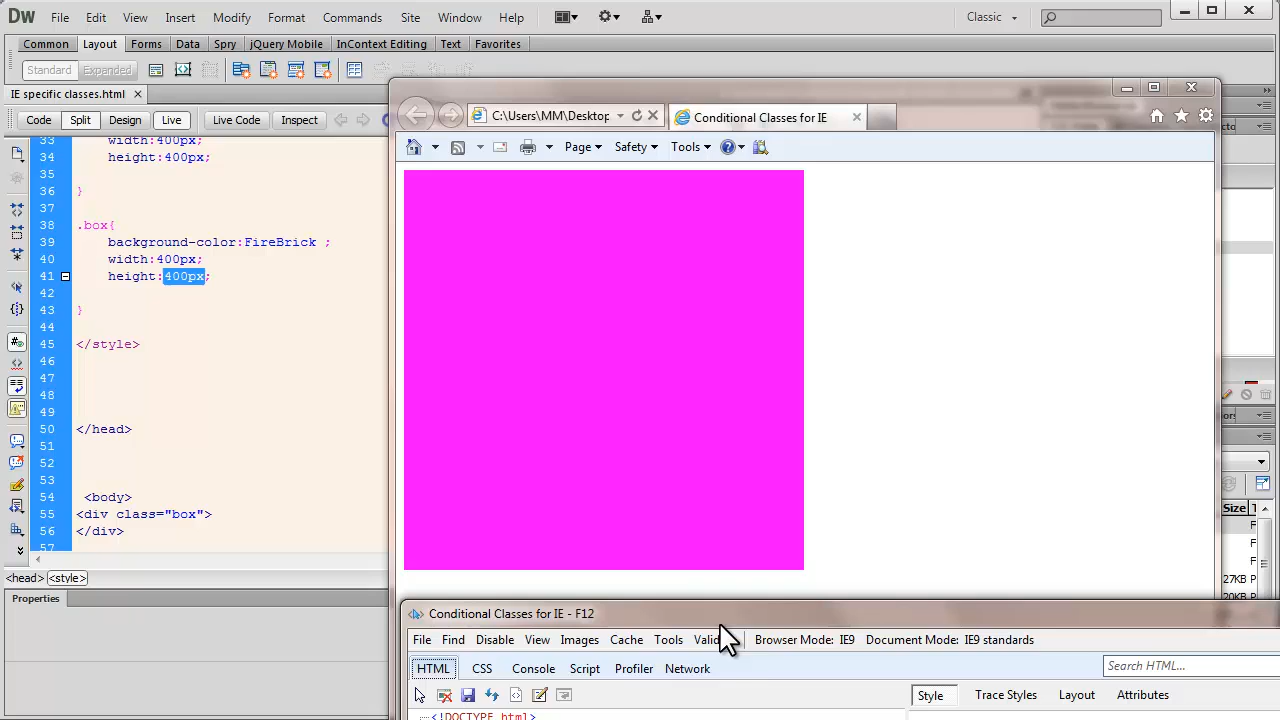 Dw File Edit View Insert Modify Format Commands Site Window Help Classic
Common Layout Forms Data Spry jQuery Mobile InContext Editing Text Favorites
Standard Expanded
IE specific classes.html ×
Code Split Design Live Live Code Inspect
33 width:400px;
34 height:400px;
35
36 }
37
38 .box{
39 background-color:FireBrick ;
40 width:400px;
41 height:400px;
42
43 }
44
45 </style>
46
47
48
49
50 </head>
51
52
53
54 <body>
55 <div class="box">
56 </div>
57
<head> <style>
Properties
C:\Users\MM\Desktop
Conditional Classes for IE
Page Safety Tools
Size
27KB
20KB
Conditional Classes for IE - F12
File Find Disable View Images Cache Tools Browser Mode: IE9 Document Mode: IE9 standards
HTML CSS Console Script Profiler Network Search HTML...
Style Trace Styles Layout Attributes
<!DOCTYPE html>